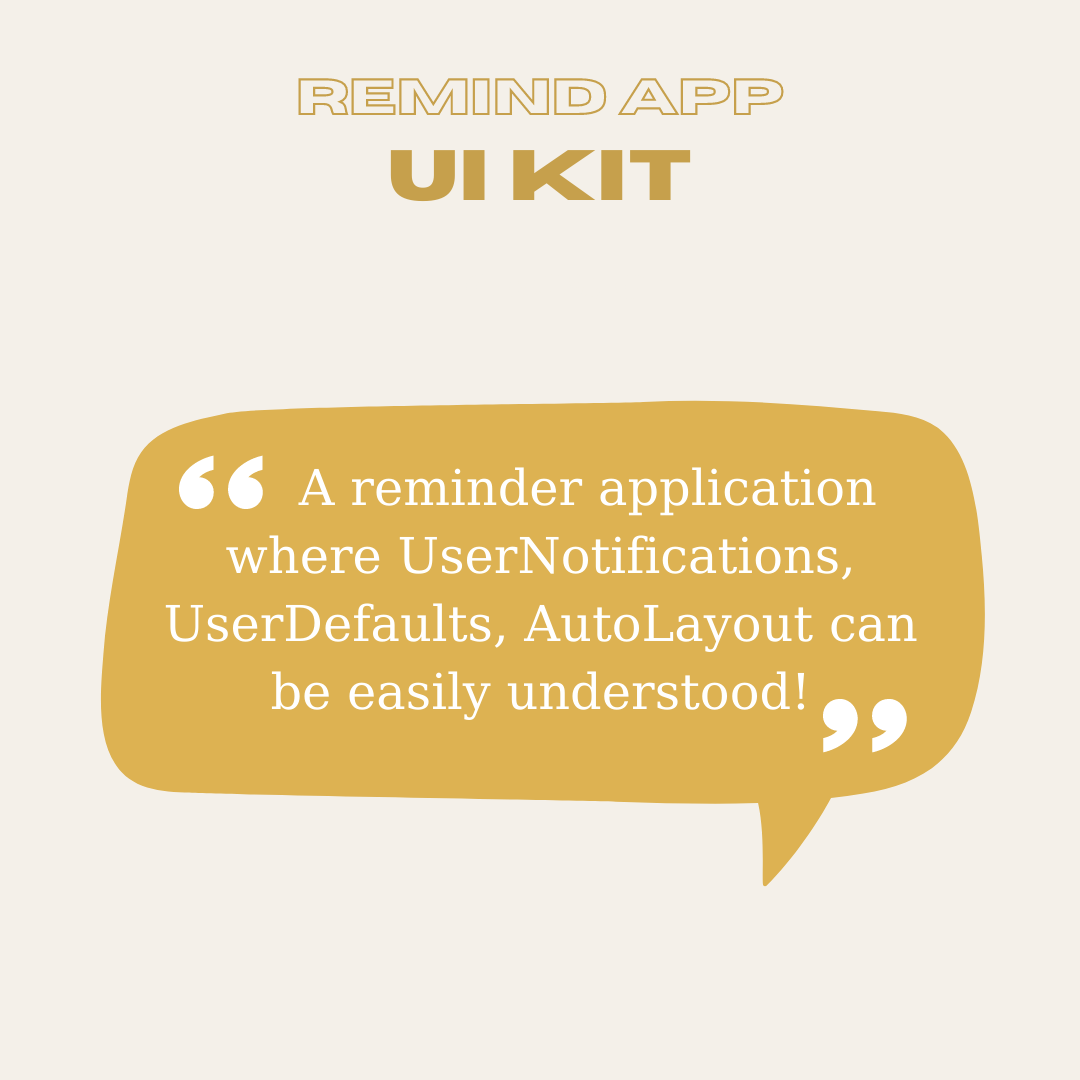 REMIND APP
UI KIT
“ A reminder application
where UserNotifications,
UserDefaults, AutoLayout can
be easily understood! ”